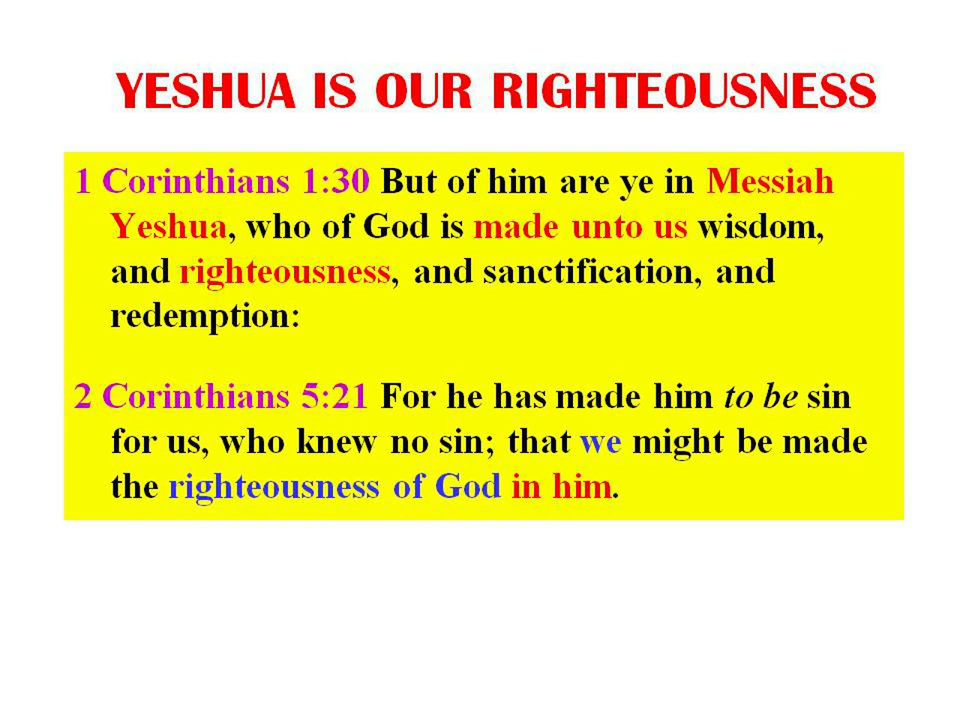 YESHUA IS OUR RIGHTEOUSNESS
1 Corinthians 1:30 But of him are ye in Messiah
Yeshua, who of God is made unto us wisdom,
and righteousness, and sanctification, and
redemption:
2 Corinthians 5:21 For he has made him to be sin
for us, who knew no sin; that we might be made
the righteousness of God in him.